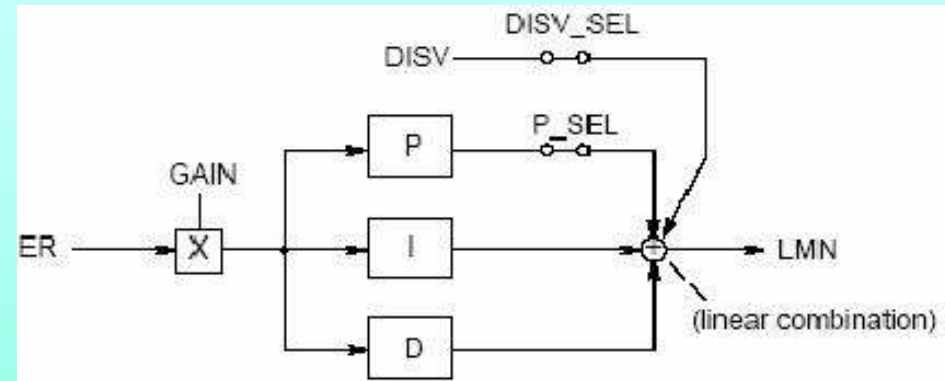 DISV_SEL
DISV
P_SEL
P
GAIN
ER
X
I
+
LMN
(linear combination)
D